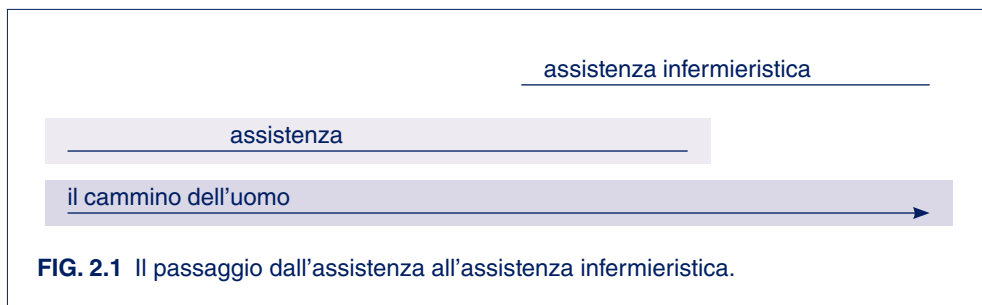 assistenza infermieristica
assistenza
il cammino dell'uomo
FIG. 2.1 Il passaggio dall'assistenza all'assistenza infermieristica.